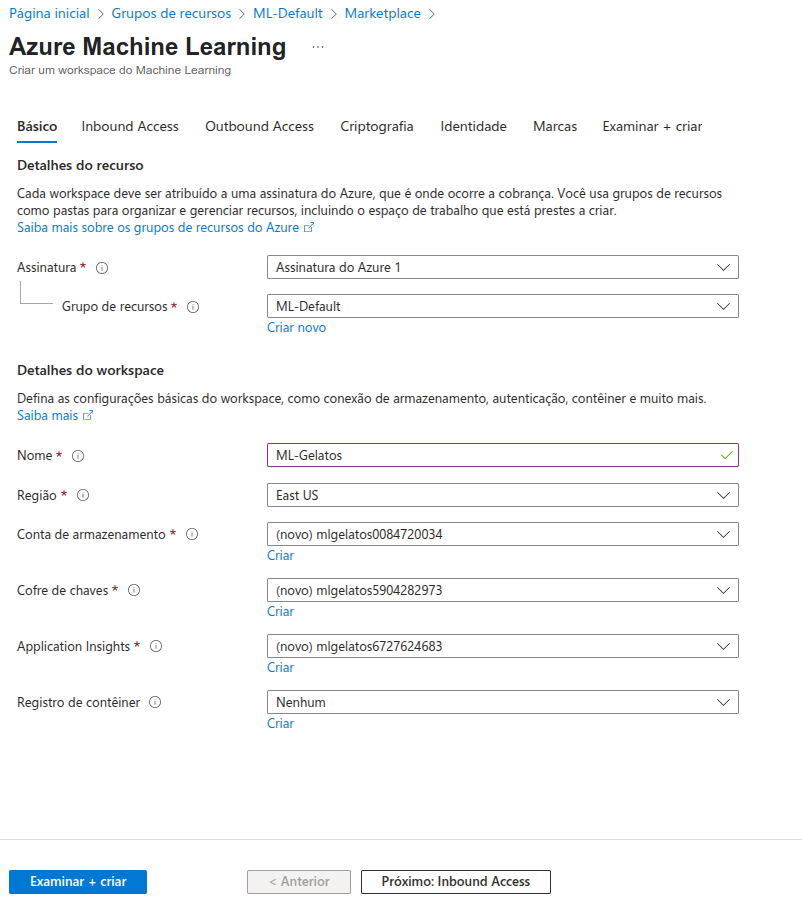 Página inicial > Grupos de recursos > ML-Default > Marketplace >
Azure Machine Learning ...
Criar um workspace do Machine Learning
Básico Inbound Access Outbound Access Criptografia Identidade Marcas Examinar + criar
Detalhes do recurso
Cada workspace deve ser atribuído a uma assinatura do Azure, que é onde ocorre a cobrança. Você usa grupos de recursos
como pastas para organizar e gerenciar recursos, incluindo o espaço de trabalho que está prestes a criar.
Saiba mais sobre os grupos de recursos do Azure
Assinatura * Assinatura do Azure 1
Grupo de recursos * ML-Default
Criar novo
Detalhes do workspace
Defina as configurações básicas do workspace, como conexão de armazenamento, autenticação, contêiner e muito mais.
Saiba mais
Nome * ML-Gelatos
Região * East US
Conta de armazenamento * (novo) mlgelatos0084720034
Criar
Cofre de chaves * (novo) mlgelatos5904282973
Criar
Application Insights * (novo) mlgelatos6727624683
Criar
Registro de contêiner Nenhum
Criar
Examinar + criar < Anterior Próximo: Inbound Access